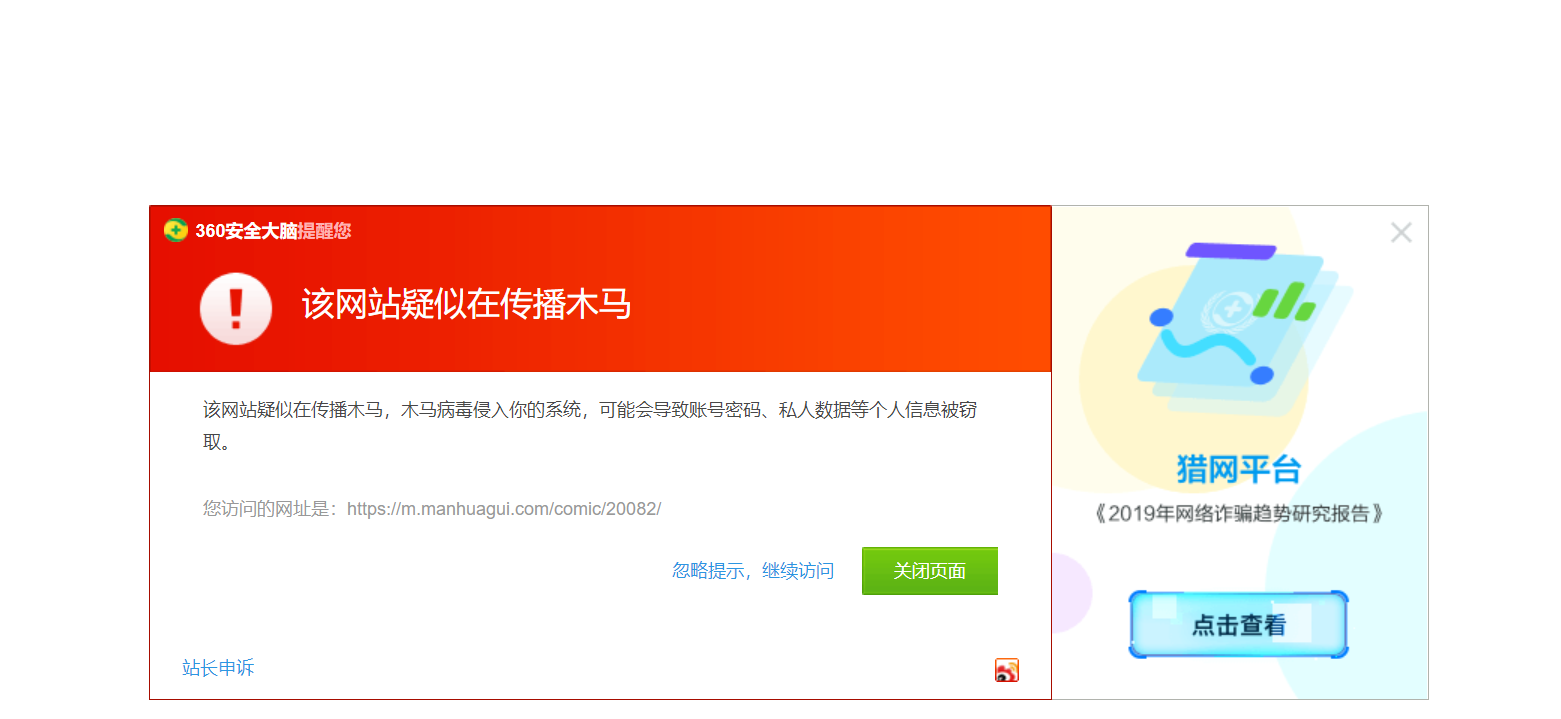 360安全大脑提醒您
该网站疑似在传播木马
该网站疑似在传播木马，木马病毒侵入你的系统，可能会导致账号密码、私人数据等个人信息被窃
取。
您访问的网址是：https://m.manhuagui.com/comic/20082/
忽略提示，继续访问
关闭页面
站长申诉
猎网平台
《2019年网络诈骗趋势研究报告》
点击查看